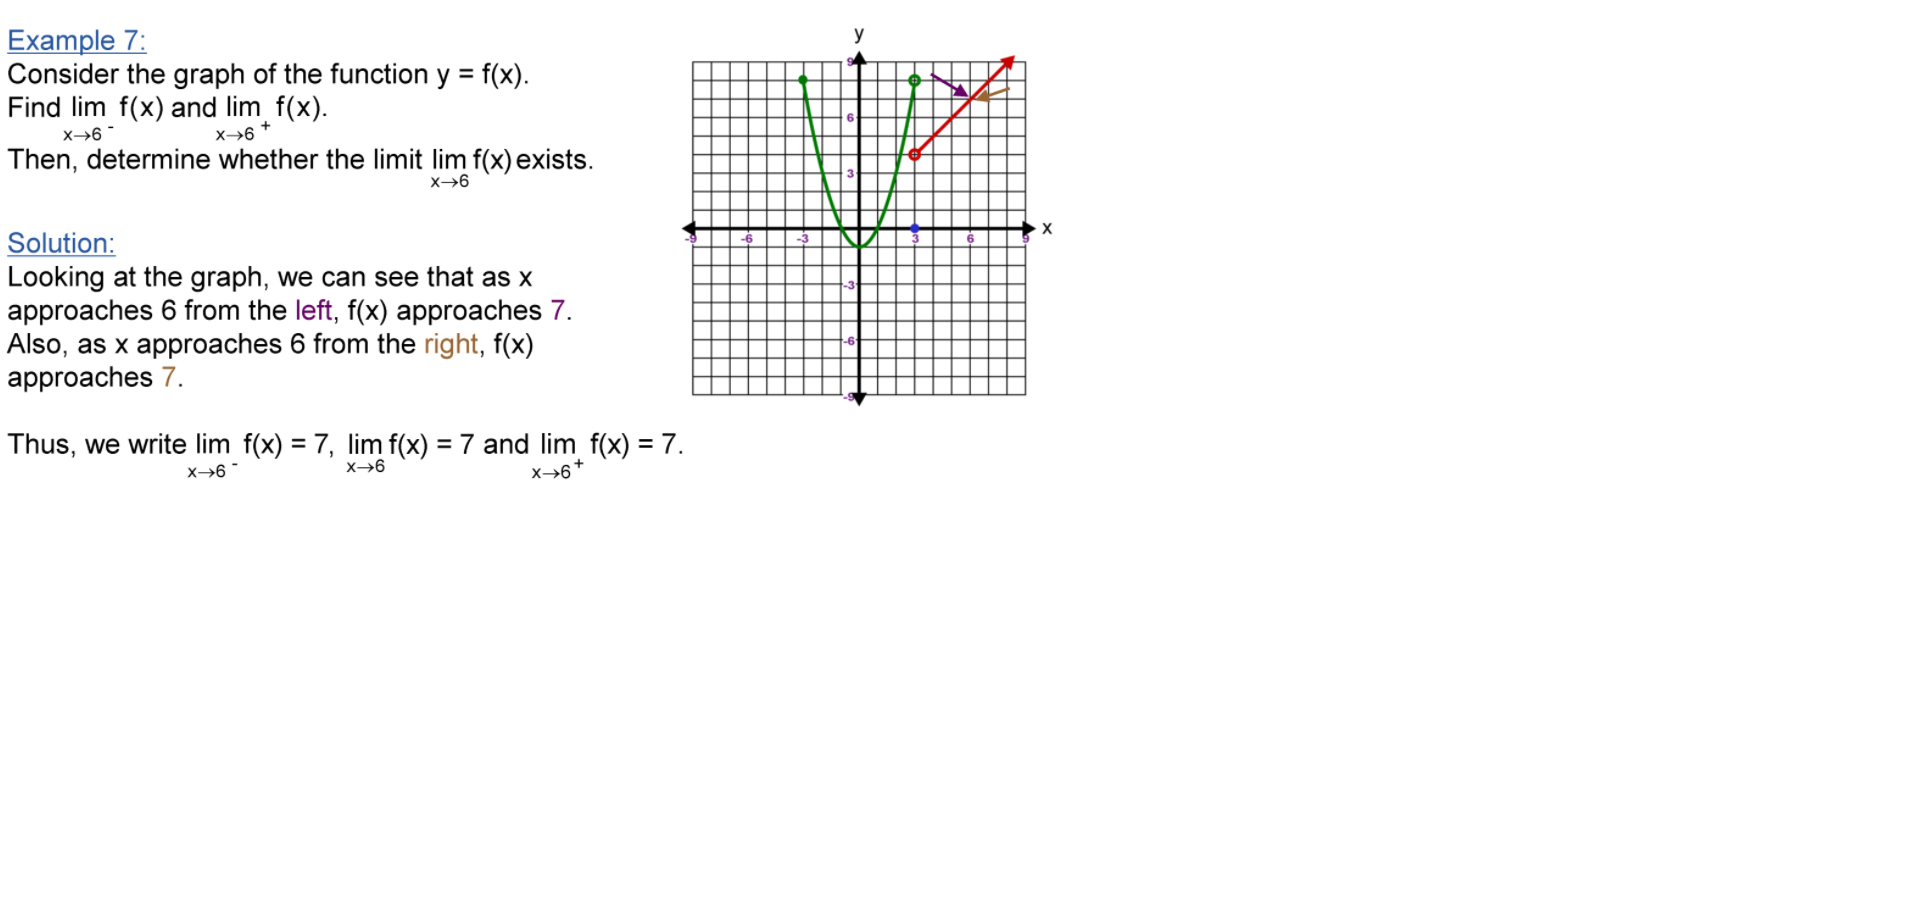 Example 7:
Consider the graph of the function y = f(x).
Find lim f(x) and lim f(x).
x→6⁻ x→6⁺
Then, determine whether the limit lim f(x) exists.
x→6
Solution:
Looking at the graph, we can see that as x
approaches 6 from the left, f(x) approaches 7.
Also, as x approaches 6 from the right, f(x)
approaches 7.
Thus, we write lim f(x) = 7, lim f(x) = 7 and lim f(x) = 7.
x→6⁻ x→6 x→6⁺
y
9
6
3
x
-9 -6 -3 3 6 9
-3
-6
-9